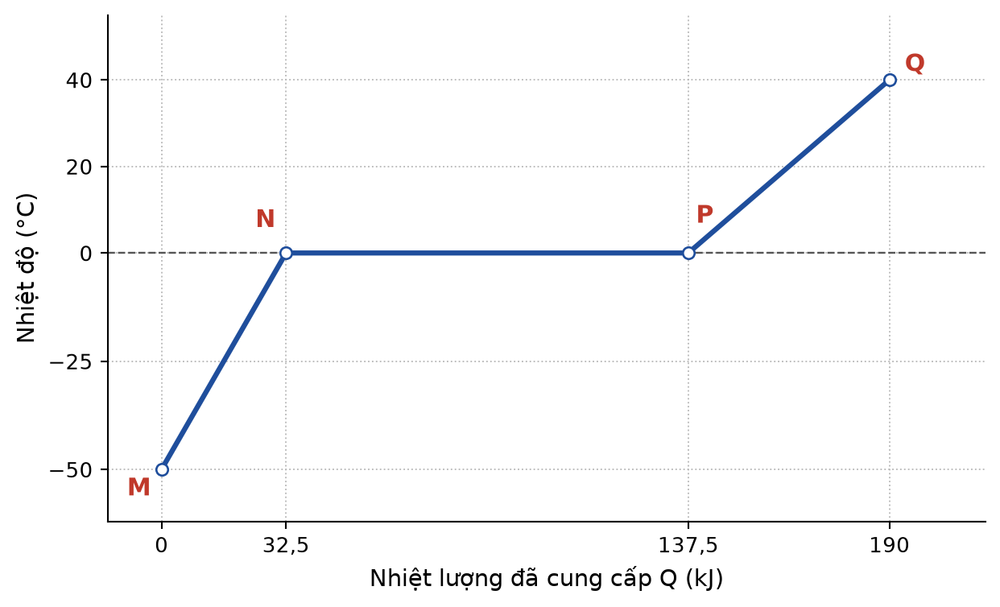 Q
40
20
N
P
0
−25
−50
M
0 32,5 137,5 190
Nhiệt độ (°C)
Nhiệt lượng đã cung cấp Q (kJ)